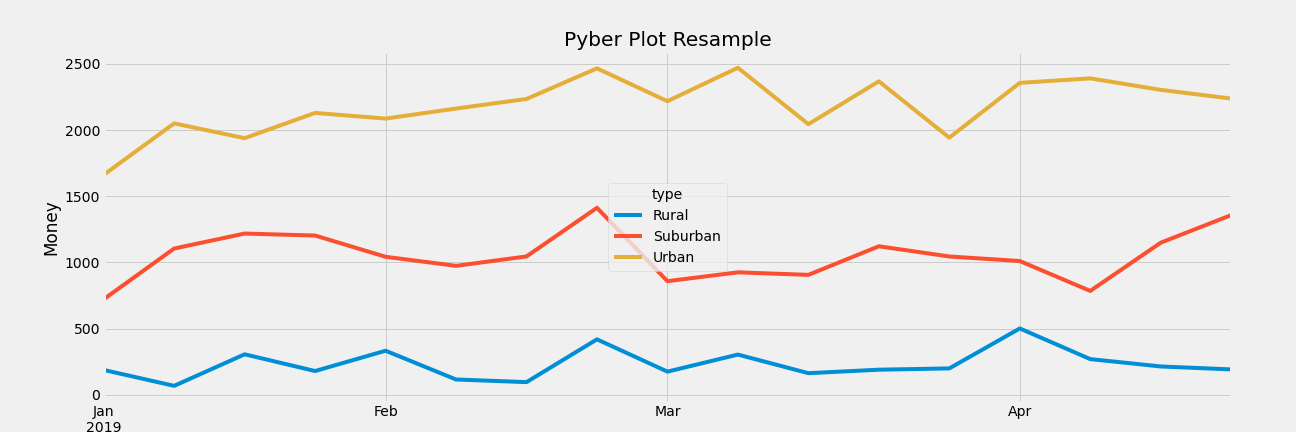 Pyber Plot Resample
2500
2000
1500
1000
500
0
Money
type
Rural
Suburban
Urban
Jan Feb Mar Apr
2019